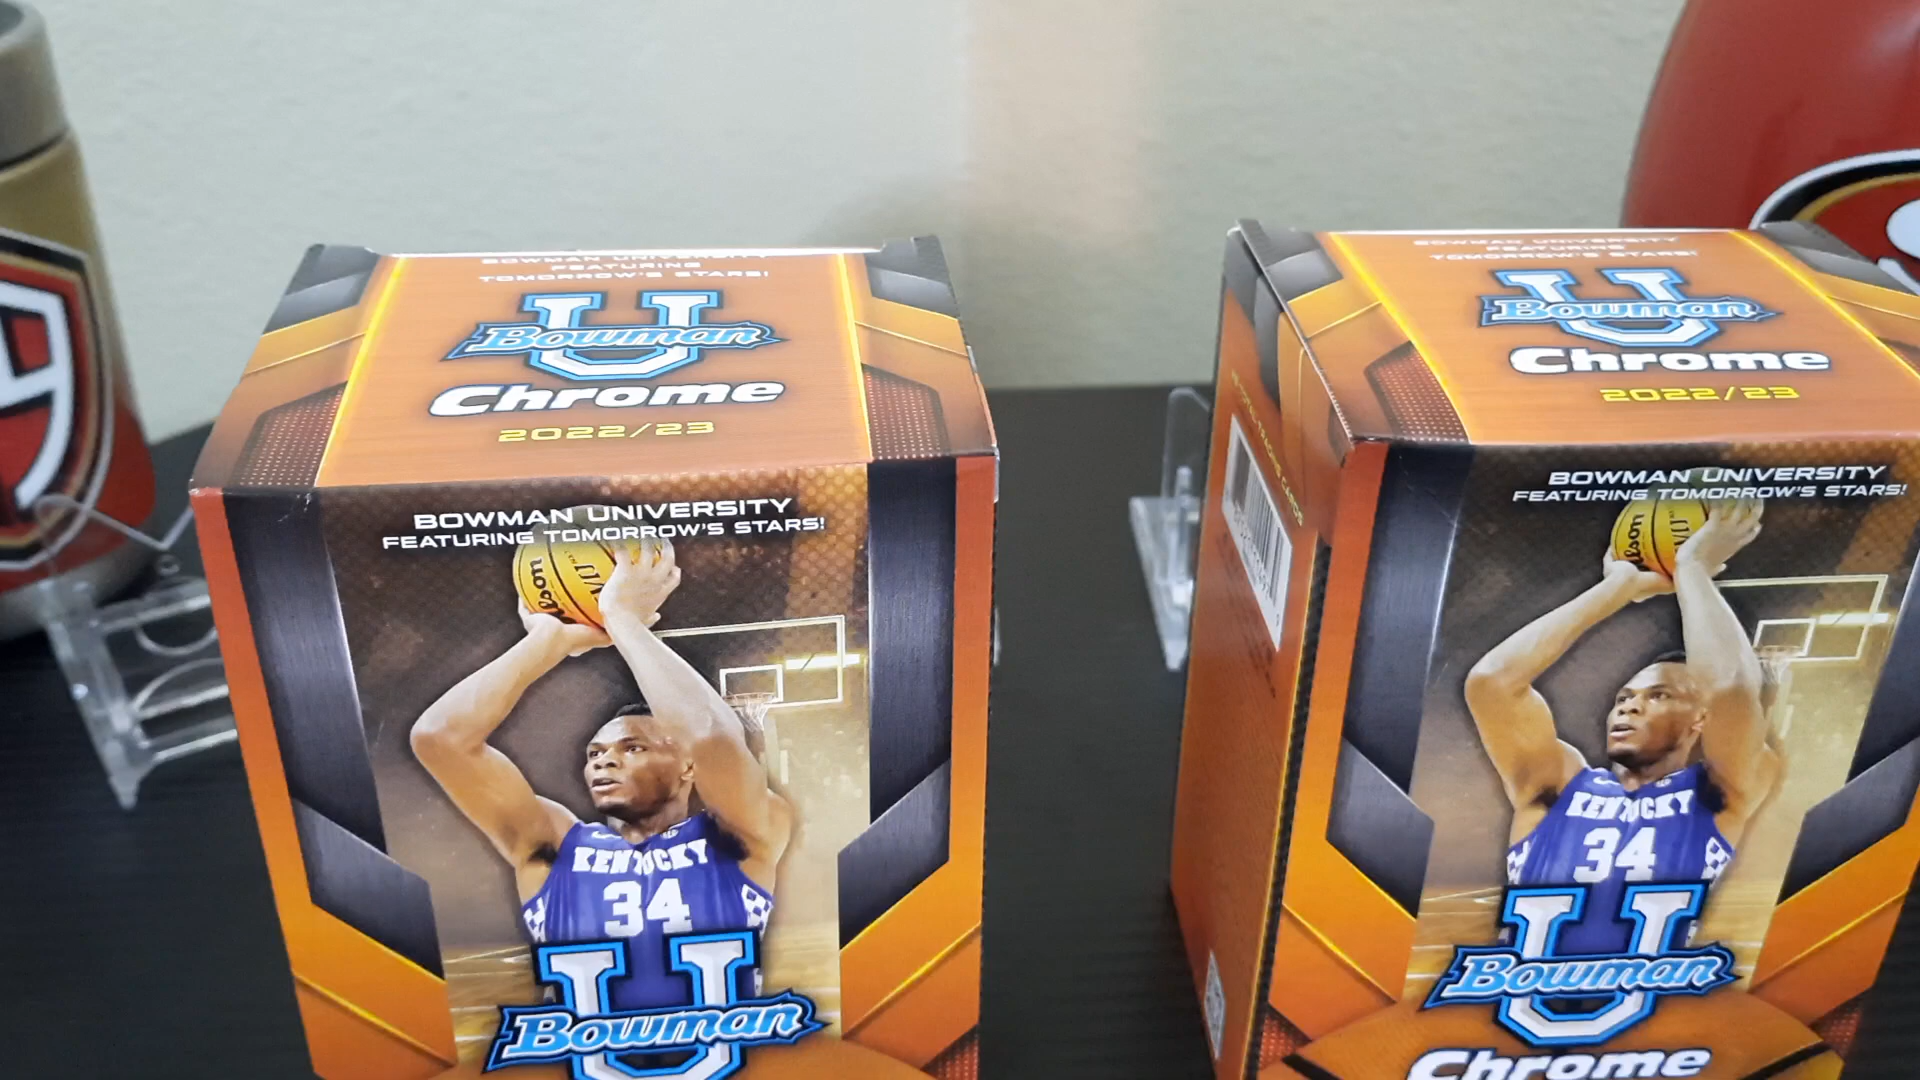 BOWMAN UNIVERSITY
FEATURING
TOMORROW'S STARS!
U
Bowman
Chrome
2022/23
BOWMAN UNIVERSITY
FEATURING TOMORROW'S STARS!
KENTUCKY
34
U
Bowman
BOWMAN UNIVERSITY
FEATURING
TOMORROW'S STARS!
U
Bowman
Chrome
2022/23
BOWMAN UNIVERSITY
FEATURING TOMORROW'S STARS!
KENTUCKY
34
U
Bowman
Chrome